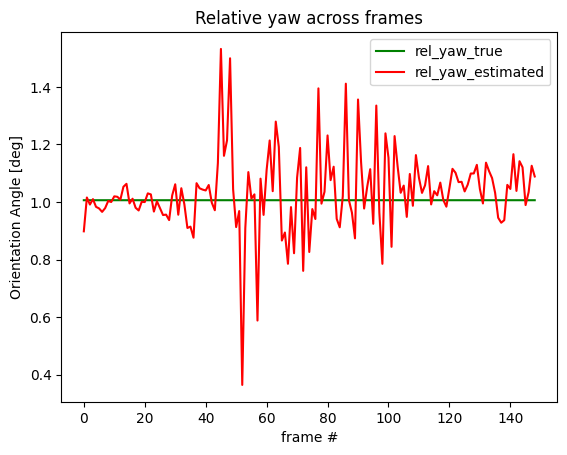 Relative yaw across frames
rel_yaw_true
rel_yaw_estimated
Orientation Angle [deg]
1.4
1.2
1.0
0.8
0.6
0.4
0 20 40 60 80 100 120 140
frame #